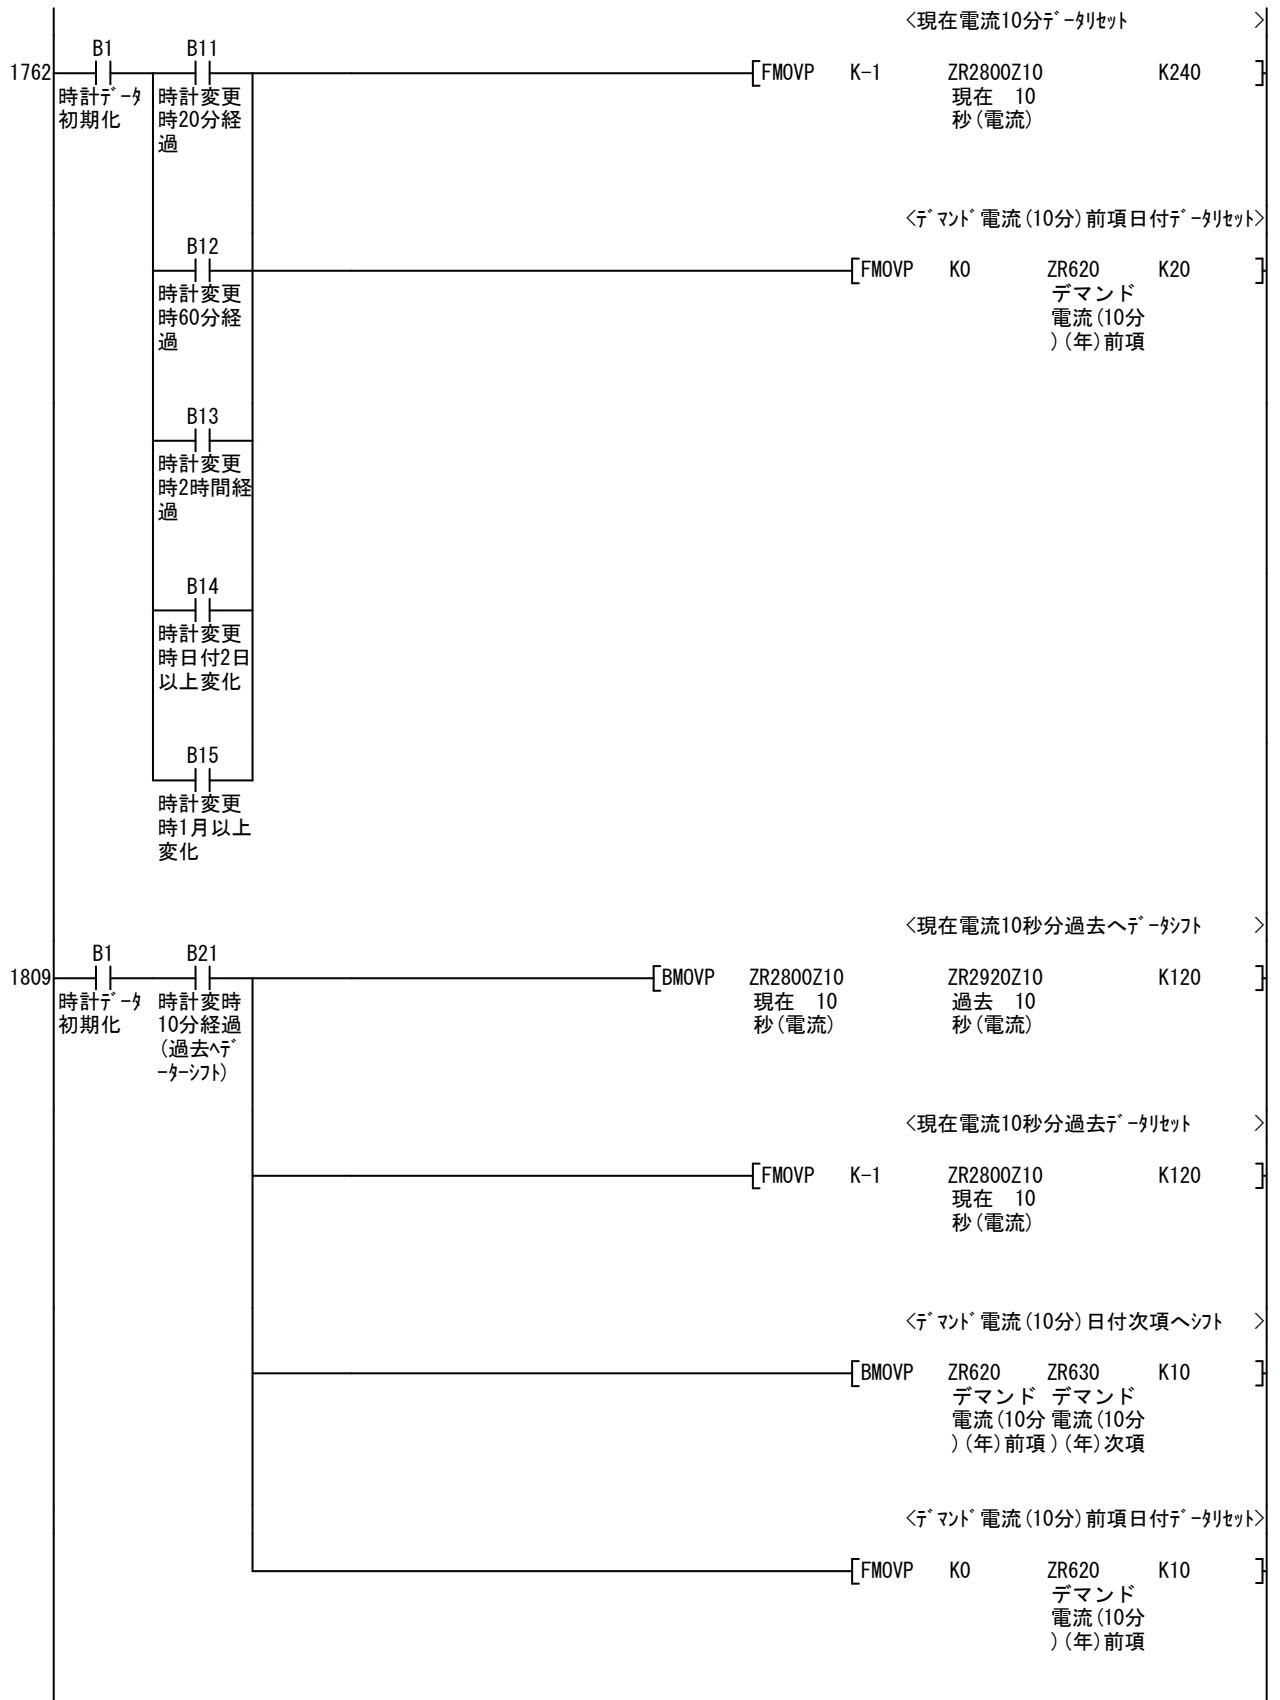 <現在電流10分ﾃﾞｰﾀﾘｾｯﾄ >
B1 B11
1762 [FMOVP K-1 ZR2800Z10 K240 ]
時計ﾃﾞｰﾀ 時計変更 現在 10
初期化 時20分経 秒(電流)
過
<ﾃﾞﾏﾝﾄﾞ電流(10分)前項日付ﾃﾞｰﾀﾘｾｯﾄ>
B12
[FMOVP K0 ZR620 K20 ]
時計変更 デマンド
時60分経 電流(10分
過 )(年)前項
B13
時計変更
時2時間経
過
B14
時計変更
時日付2日
以上変化
B15
時計変更
時1月以上
変化
<現在電流10秒分過去へﾃﾞｰﾀｼﾌﾄ >
B1 B21
1809 [BMOVP ZR2800Z10 ZR2920Z10 K120 ]
時計ﾃﾞｰﾀ 時計変時 現在 10 過去 10
初期化 10分経過 秒(電流) 秒(電流)
(過去へﾃﾞ
ｰﾀｰｼﾌﾄ)
<現在電流10秒分過去ﾃﾞｰﾀﾘｾｯﾄ >
[FMOVP K-1 ZR2800Z10 K120 ]
現在 10
秒(電流)
<ﾃﾞﾏﾝﾄﾞ電流(10分)日付次項へｼﾌﾄ >
[BMOVP ZR620 ZR630 K10 ]
デマンド デマンド
電流(10分 電流(10分
)(年)前項 )(年)次項
<ﾃﾞﾏﾝﾄﾞ電流(10分)前項日付ﾃﾞｰﾀﾘｾｯﾄ>
[FMOVP K0 ZR620 K10 ]
デマンド
電流(10分
)(年)前項